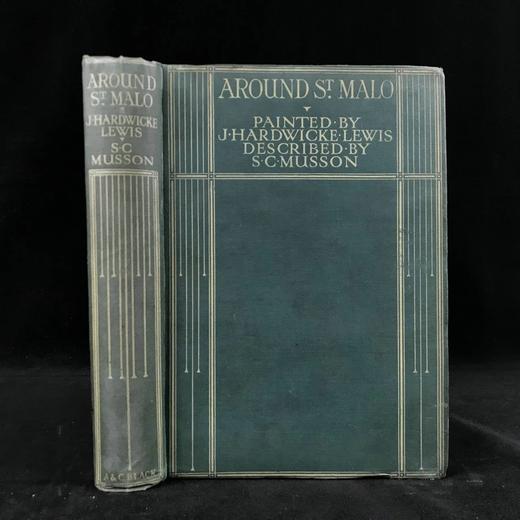 AROUND
ST MALO
J·HARDWICKE
LEWIS
S·C
MUSSON
A & C BLACK
AROUND ST MALO
PAINTED·BY
J·HARDWICKE·LEWIS
DESCRIBED·BY
S·C·MUSSON